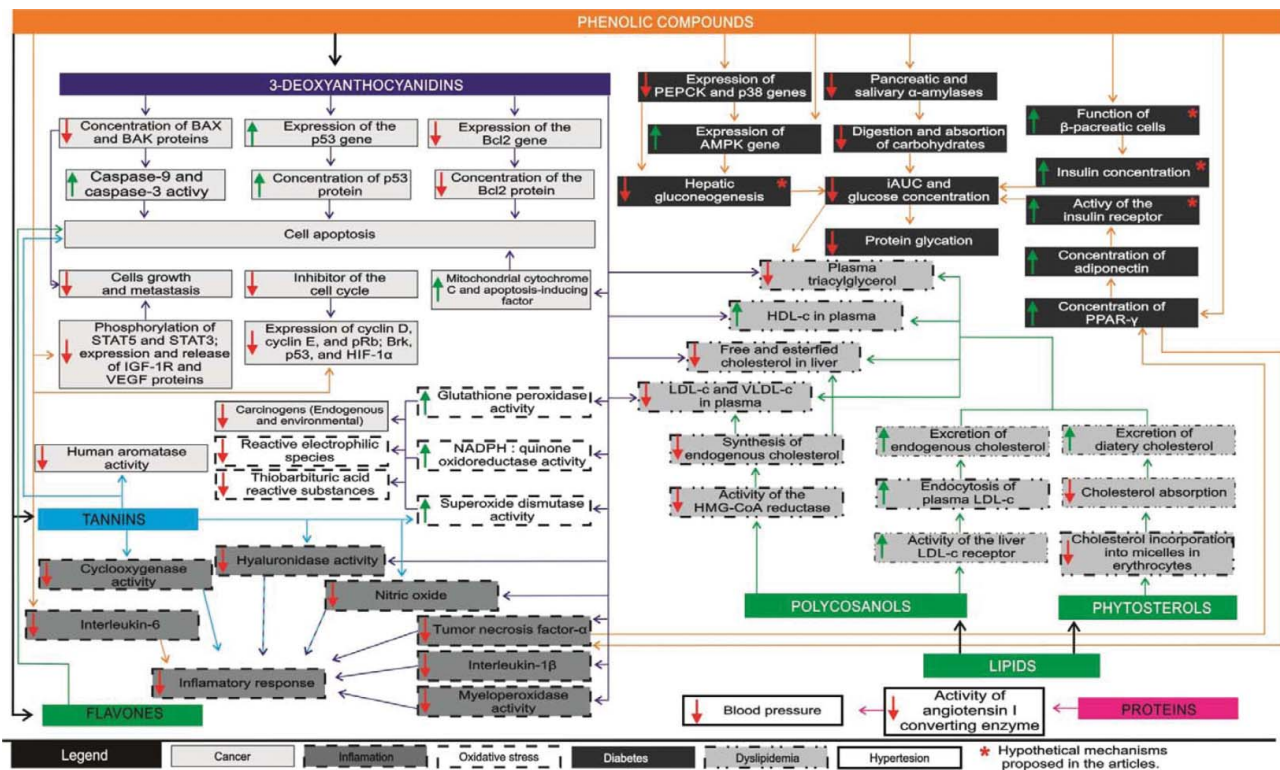 PHENOLIC COMPOUNDS
3-DEOXYANTHOCYANIDINS
Concentration of BAX
and BAK proteins
Expression of the
p53 gene
Expression of the
Bcl2 gene
Caspase-9 and
caspase-3 activy
Concentration of p53
protein
Concentration of the
Bcl2 protein
Cell apoptosis
Cells growth
and metastasis
Inhibitor of the
cell cycle
Mitochondrial cytochrome
C and apoptosis-inducing
factor
Phosphorylation of
STAT5 and STAT3;
expression and release
of IGF-1R and
VEGF proteins
Expression of cyclin D,
cyclin E, and pRb; Brk,
p53, and HIF-1α
Expression of
PEPCK and p38 genes
Expression of
AMPK gene
Hepatic *
gluconeogenesis
Pancreatic and
salivary α-amylases
Digestion and absortion
of carbohydrates
iAUC and
glucose concentration
Protein glycation
Function of
β-pacreatic cells *
Insulin concentration *
Activy of the *
insulin receptor
Concentration of
adiponectin
Concentration of
PPAR-γ
Plasma
triacylglycerol
HDL-c in plasma
Free and esterfied
cholesterol in liver
LDL-c and VLDL-c
in plasma
Synthesis of
endogenous cholesterol
Activity of the
HMG-CoA reductase
Excretion of
endogenous cholesterol
Endocytosis of
plasma LDL-c
Activity of the liver
LDL-c receptor
Excretion of
diatery cholesterol
Cholesterol absorption
Cholesterol incorporation
into micelles in
erythrocytes
POLYCOSANOLS
PHYTOSTEROLS
LIPIDS
Carcinogens (Endogenous
and environmental)
Reactive electrophilic
species
Thiobarbituric acid
reactive substances
Glutathione peroxidase
activity
NADPH : quinone
oxidoreductase activity
Superoxide dismutase
activity
Human aromatase
activity
TANNINS
Cyclooxygenase
activity
Hyaluronidase activity
Nitric oxide
Interleukin-6
Tumor necrosis factor-α
Interleukin-1β
Myeloperoxidase
activity
Inflamatory response
FLAVONES
Blood pressure
Activity of
angiotensin I
converting enzyme
PROTEINS
Legend
Cancer
Inflamation
Oxidative stress
Diabetes
Dyslipidemia
Hypertesion
* Hypothetical mechanisms
proposed in the articles.